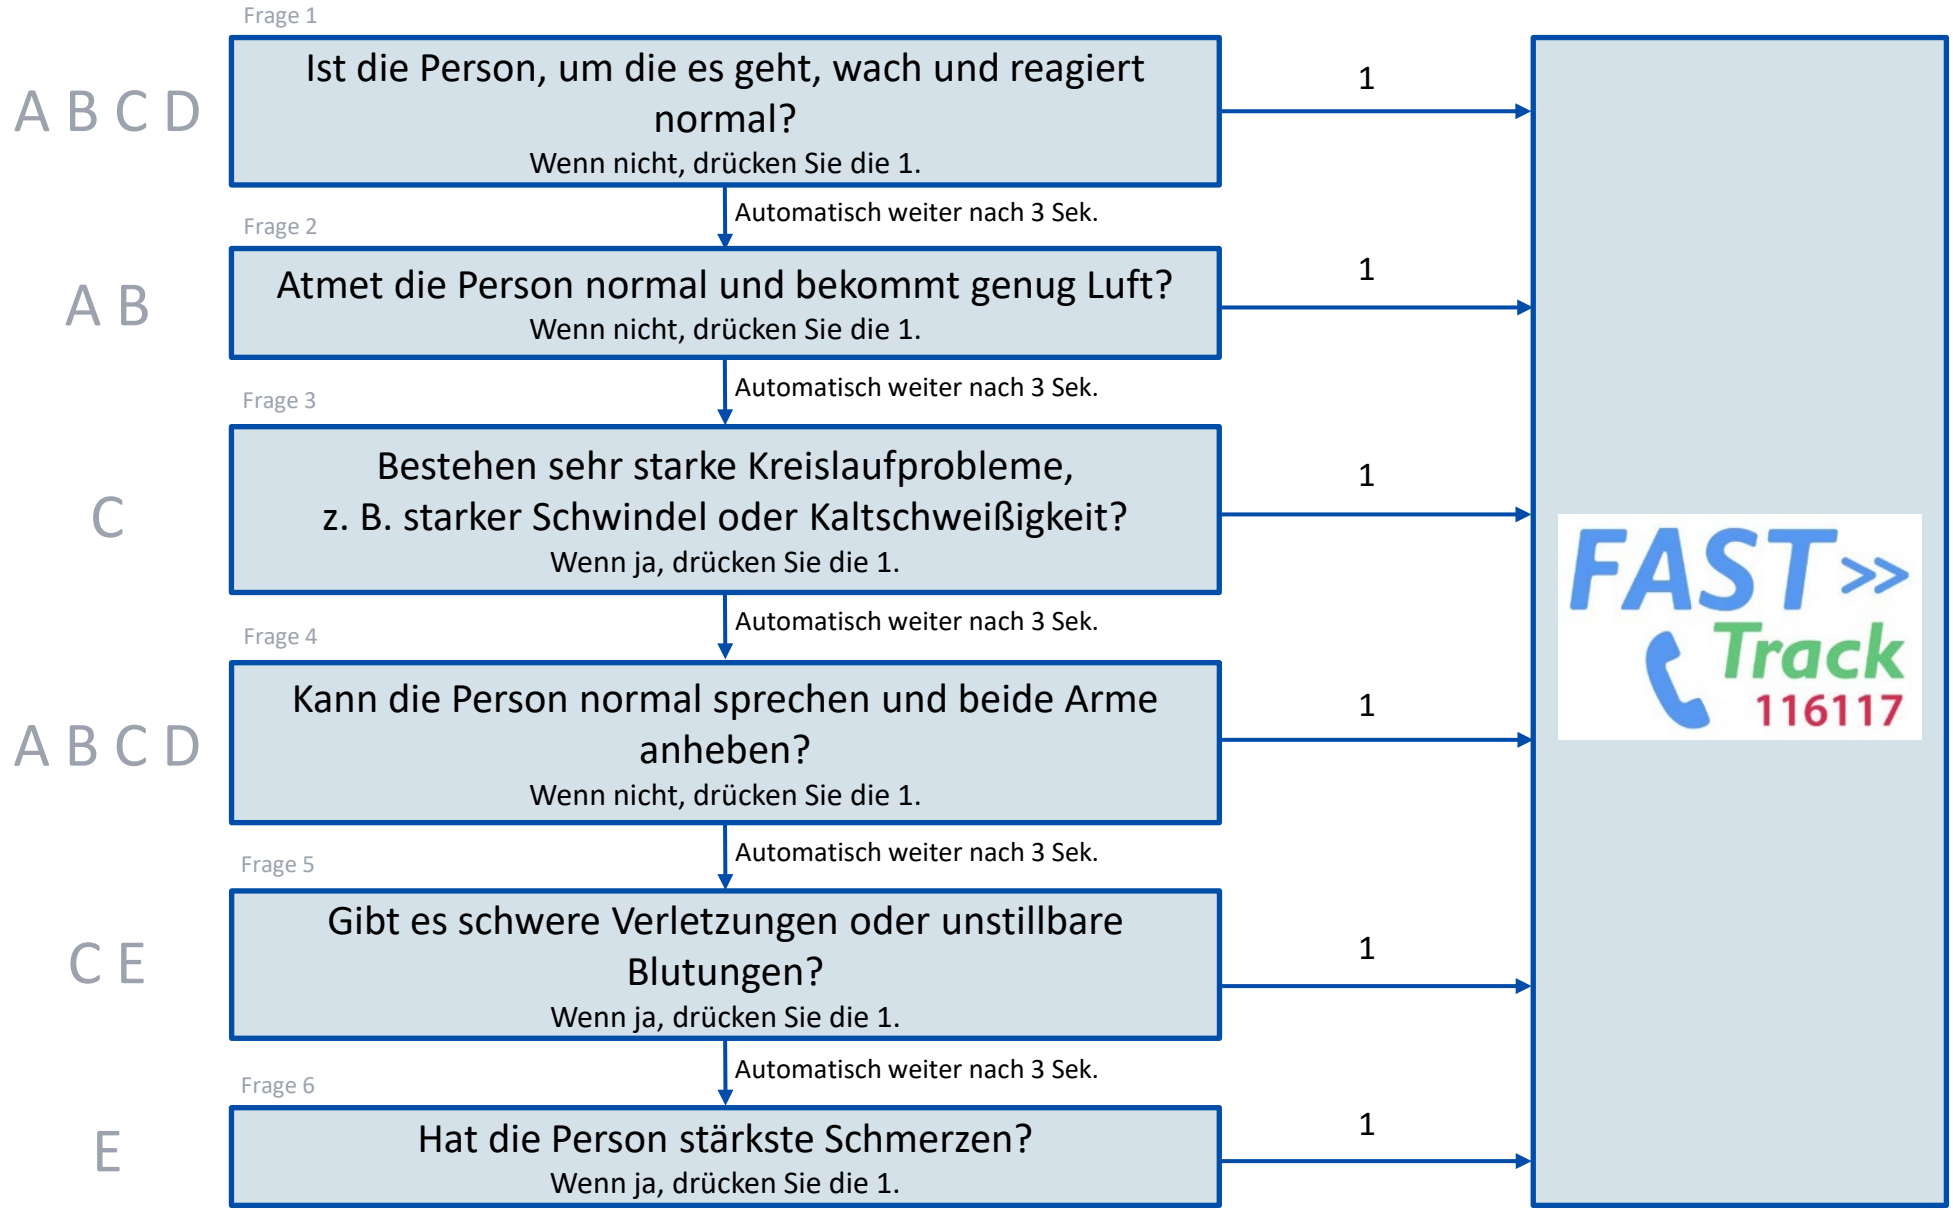 Frage 1
A B C D
Ist die Person, um die es geht, wach und reagiert
normal?
Wenn nicht, drücken Sie die 1.
1
Automatisch weiter nach 3 Sek.
Frage 2
A B
Atmet die Person normal und bekommt genug Luft?
Wenn nicht, drücken Sie die 1.
1
Automatisch weiter nach 3 Sek.
Frage 3
C
Bestehen sehr starke Kreislaufprobleme,
z. B. starker Schwindel oder Kaltschweißigkeit?
Wenn ja, drücken Sie die 1.
1
Automatisch weiter nach 3 Sek.
Frage 4
A B C D
Kann die Person normal sprechen und beide Arme
anheben?
Wenn nicht, drücken Sie die 1.
1
Automatisch weiter nach 3 Sek.
Frage 5
C E
Gibt es schwere Verletzungen oder unstillbare
Blutungen?
Wenn ja, drücken Sie die 1.
1
Automatisch weiter nach 3 Sek.
Frage 6
E
Hat die Person stärkste Schmerzen?
Wenn ja, drücken Sie die 1.
1
FAST >>
Track
116117